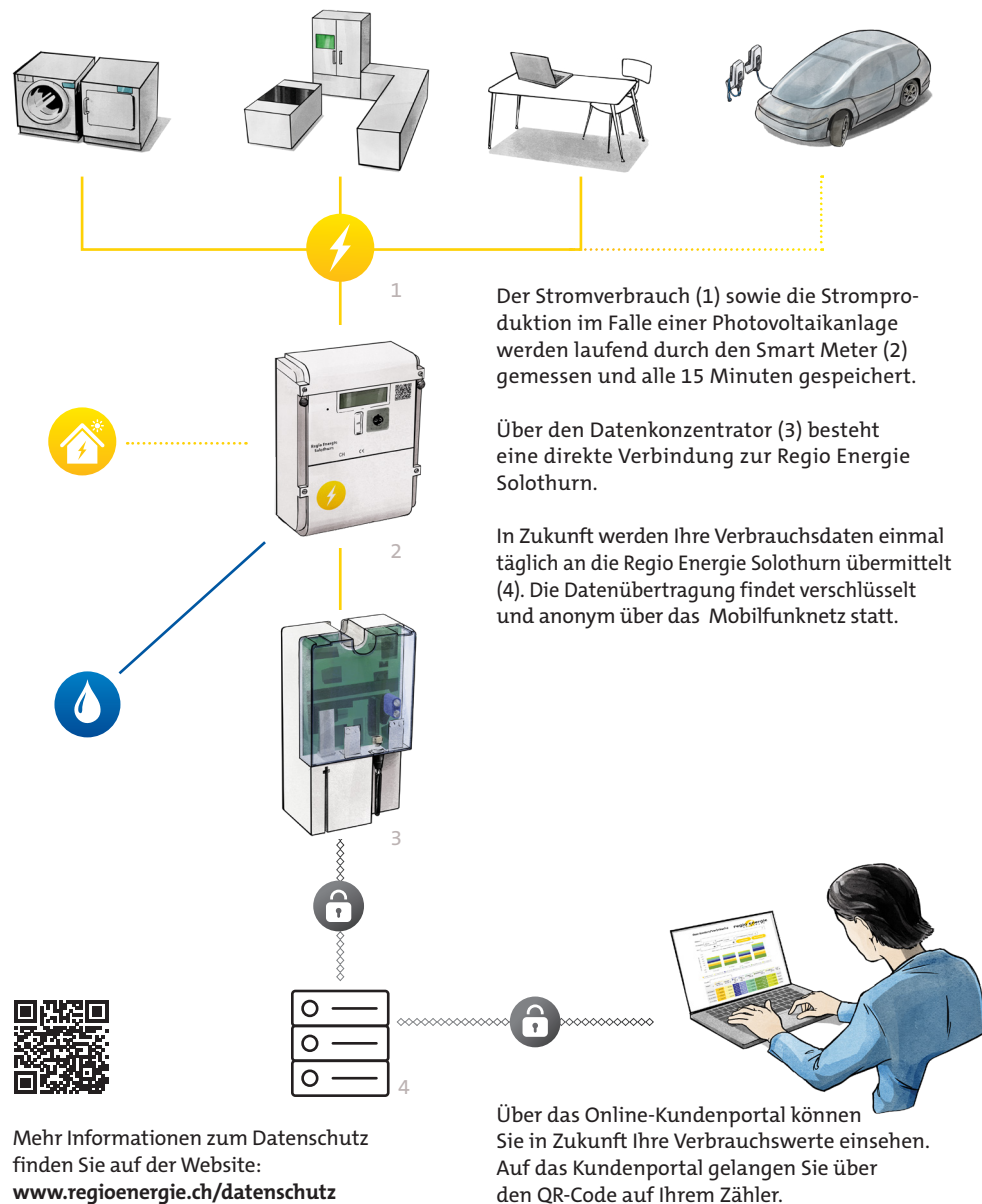 1
Der Stromverbrauch (1) sowie die Strompro-
duktion im Falle einer Photovoltaikanlage
werden laufend durch den Smart Meter (2)
gemessen und alle 15 Minuten gespeichert.
Über den Datenkonzentrator (3) besteht
eine direkte Verbindung zur Regio Energie
Solothurn.
In Zukunft werden Ihre Verbrauchsdaten einmal
täglich an die Regio Energie Solothurn übermittelt
(4). Die Datenübertragung findet verschlüsselt
und anonym über das Mobilfunknetz statt.
Regio Energie
Solothurn
CH CE
2
3
regio energie
4
Mehr Informationen zum Datenschutz
finden Sie auf der Website:
www.regioenergie.ch/datenschutz
Über das Online-Kundenportal können
Sie in Zukunft Ihre Verbrauchswerte einsehen.
Auf das Kundenportal gelangen Sie über
den QR-Code auf Ihrem Zähler.